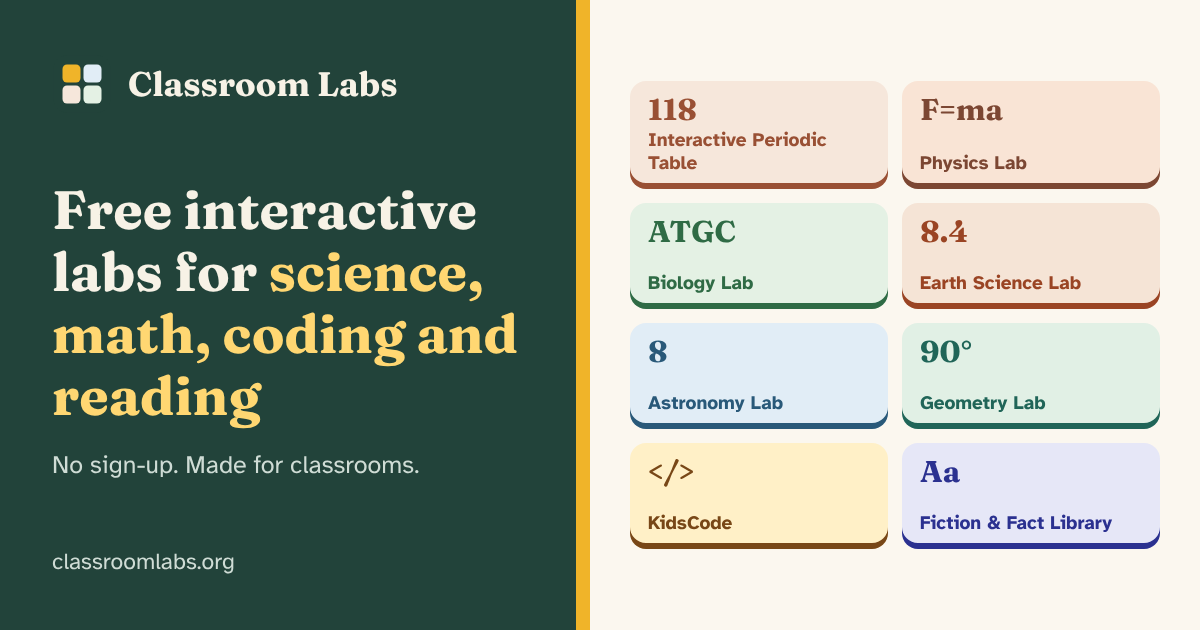 Classroom Labs
Free interactive
labs for science,
math, coding and
reading
No sign-up. Made for classrooms.
classroomlabs.org
118
Interactive Periodic
Table
F=ma
Physics Lab
ATGC
Biology Lab
8.4
Earth Science Lab
8
Astronomy Lab
90°
Geometry Lab
</>
KidsCode
Aa
Fiction & Fact Library